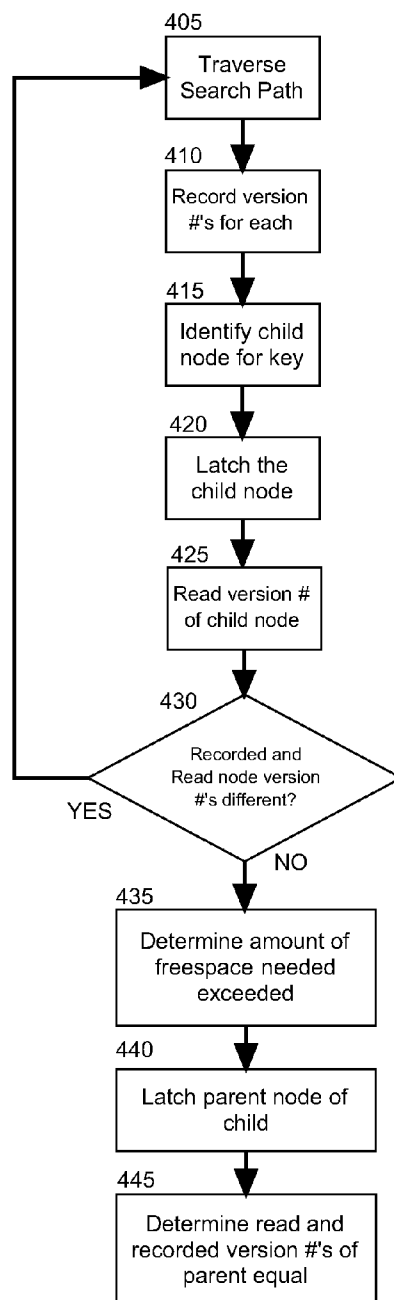 405
Traverse
Search Path
410
Record version
#'s for each
415
Identify child
node for key
420
Latch the
child node
425
Read version #
of child node
430
Recorded and
Read node version
#'s different?
YES
NO
435
Determine amount of
freespace needed
exceeded
440
Latch parent node of
child
445
Determine read and
recorded version #'s of
parent equal